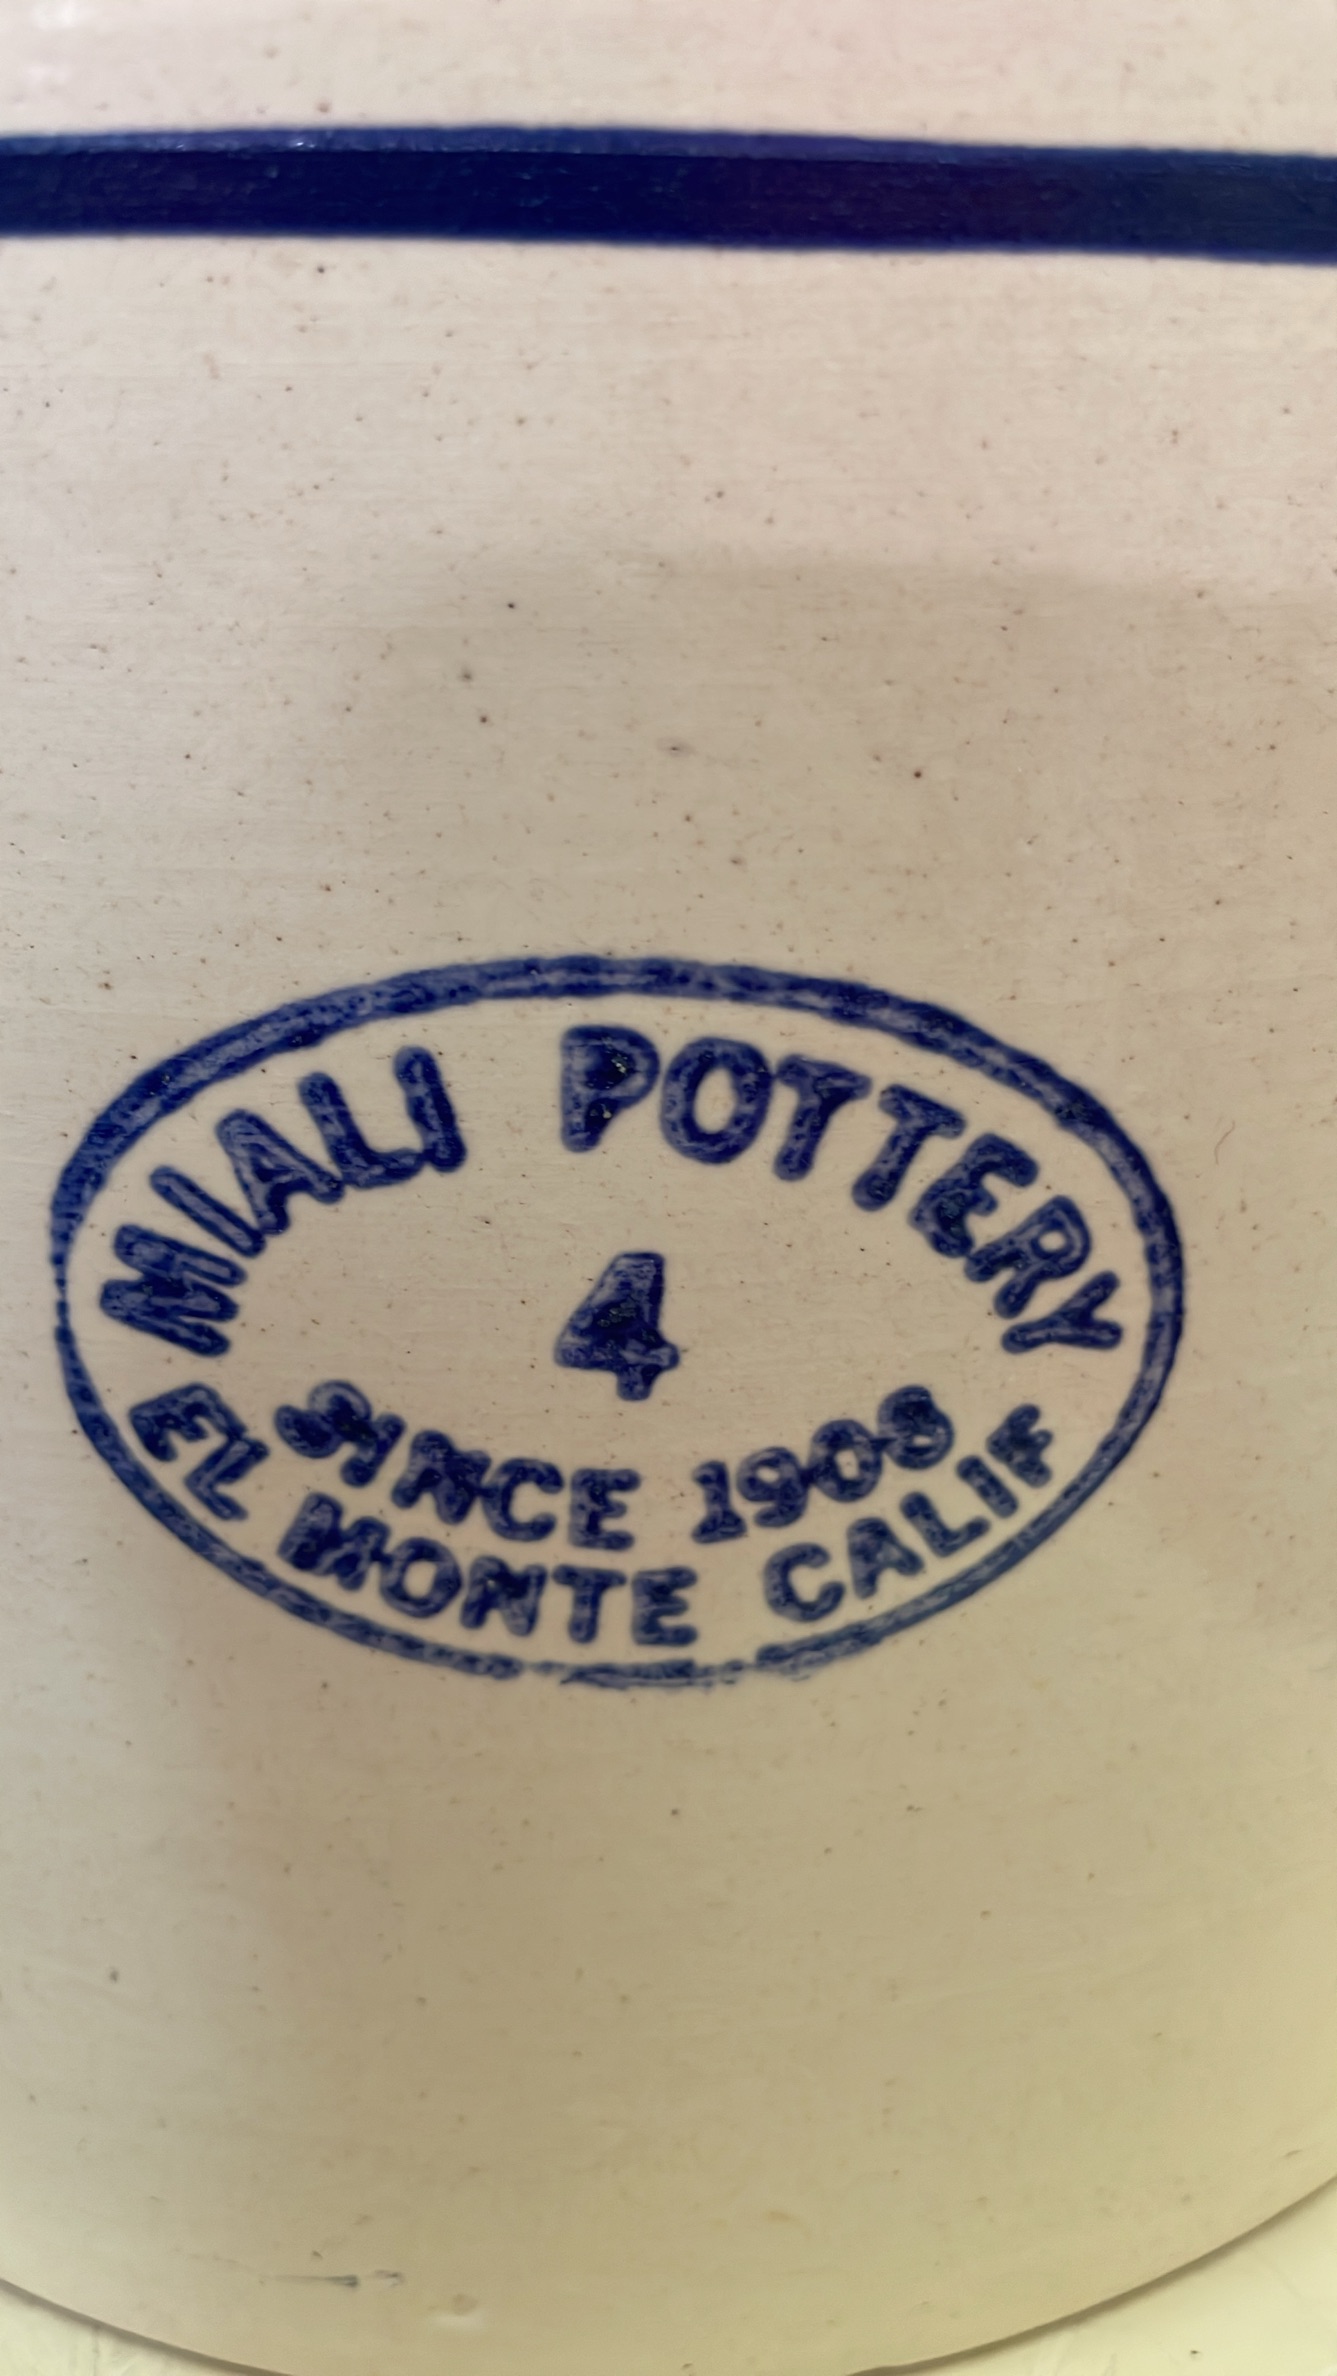 MIALI POTTERY
4
SINCE 1908
EL MONTE CALIF